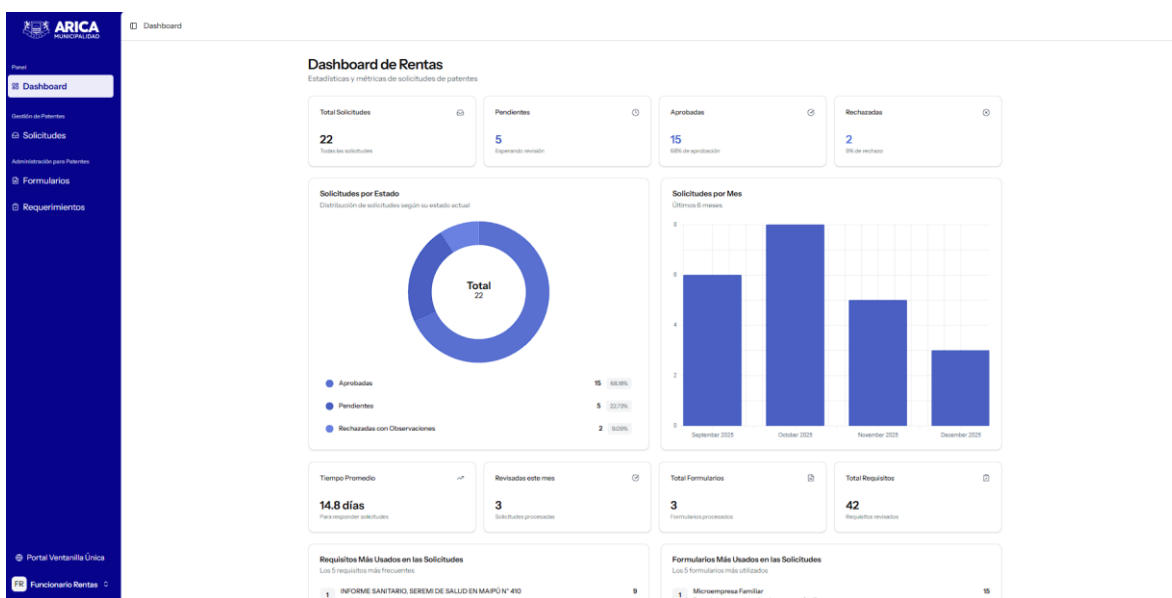 ARICA
MUNICIPALIDAD
Dashboard
Panel
Dashboard
Gestión de Patentes
Solicitudes
Administración para Patentes
Formularios
Requerimientos
Portal Ventanilla Única
FR Funcionario Rentas
Dashboard de Rentas
Estadísticas y métricas de solicitudes de patentes
Total Solicitudes
22
Todas las solicitudes
Pendientes
5
Esperando revisión
Aprobadas
15
68% de aprobación
Rechazadas
2
9% de rechazo
Solicitudes por Estado
Distribución de solicitudes según su estado actual
Total
22
Aprobadas 15 68.18%
Pendientes 5 22.73%
Rechazadas con Observaciones 2 9.09%
Solicitudes por Mes
Últimos 6 meses
8
6
4
2
0
September 2025 October 2025 November 2025 December 2025
Tiempo Promedio
14.8 días
Para responder solicitudes
Revisadas este mes
3
Solicitudes procesadas
Total Formularios
3
Formularios procesados
Total Requisitos
42
Requisitos revisados
Requisitos Más Usados en las Solicitudes
Los 5 requisitos más frecuentes
1 INFORME SANITARIO, SEREMI DE SALUD EN MAIPÚ N° 410 9
Formularios Más Usados en las Solicitudes
Los 5 formularios más utilizados
1 Microempresa Familiar 15